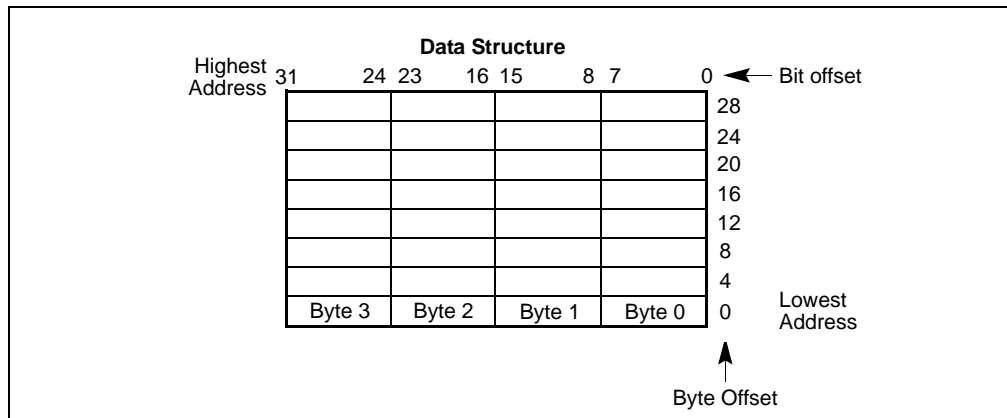 Data Structure
Highest
Address
31 24 23 16 15 8 7 0
Bit offset
28
24
20
16
12
8
4
Byte 3 Byte 2 Byte 1 Byte 0 0
Lowest
Address
Byte Offset